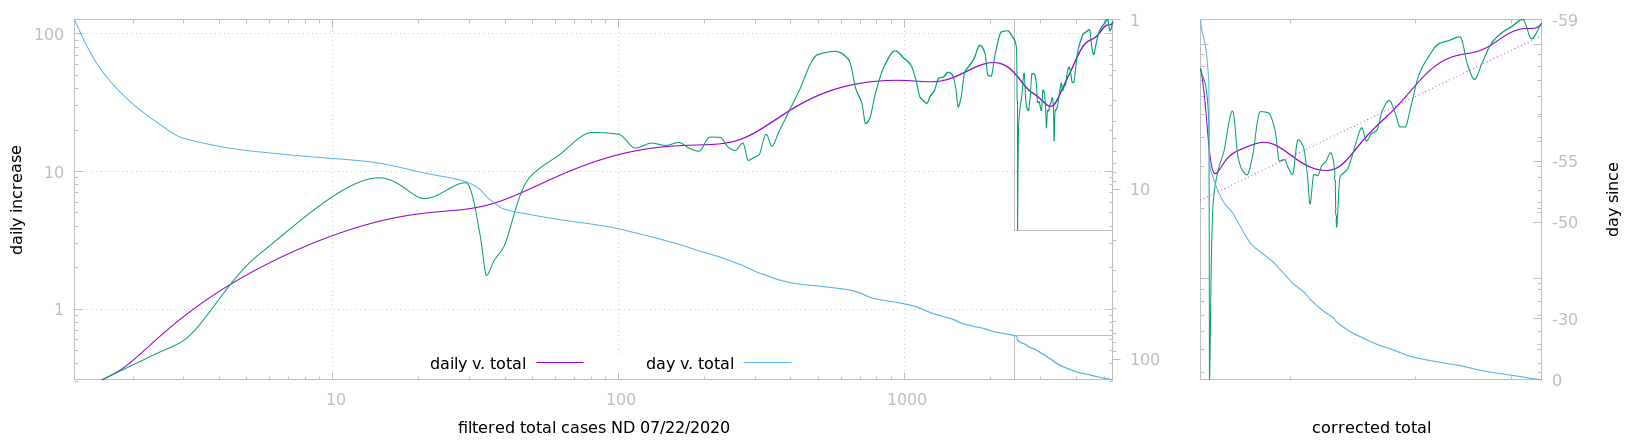 100
10
1
daily increase
daily v. total
day v. total
10
100
1000
filtered total cases ND 07/22/2020
1
10
100
-59
-55
-50
-30
0
day since
corrected total